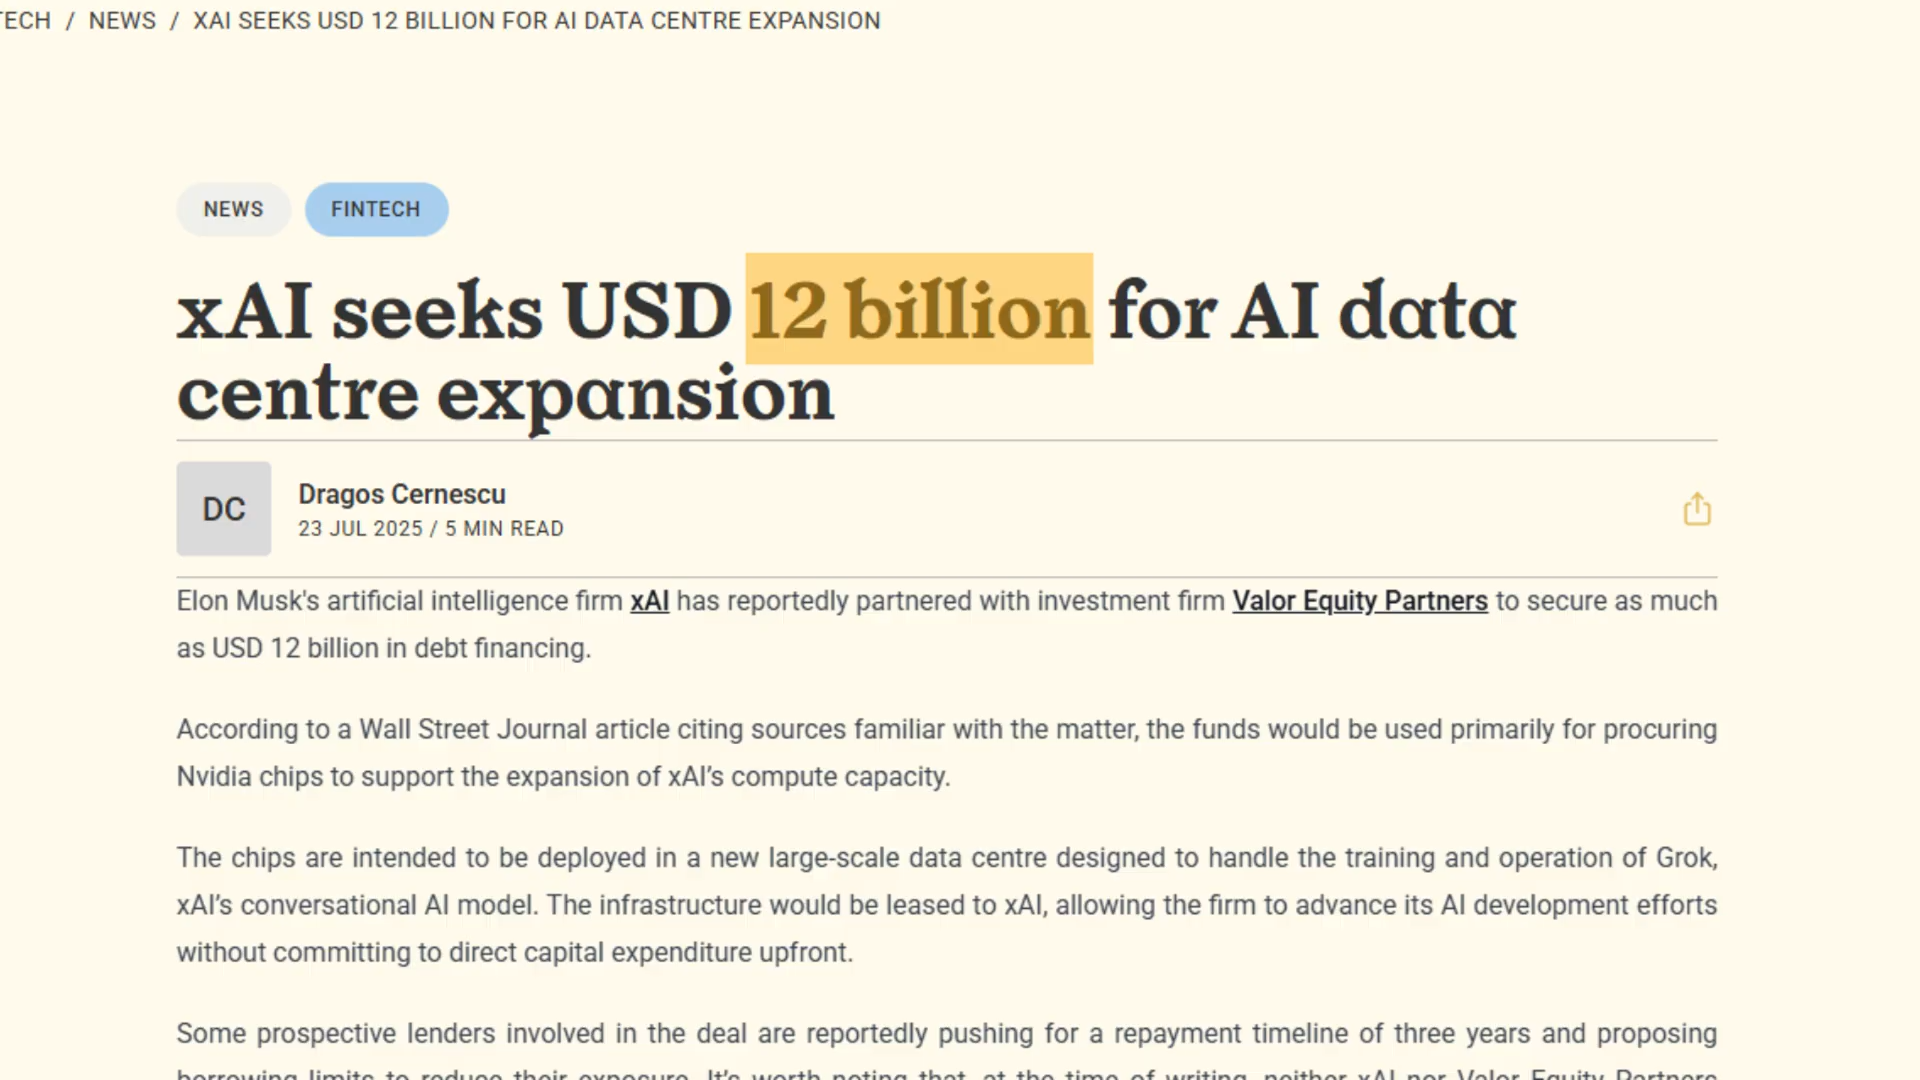 TECH / NEWS / XAI SEEKS USD 12 BILLION FOR AI DATA CENTRE EXPANSION
NEWS FINTECH
xAI seeks USD 12 billion for AI data
centre expansion
DC
Dragos Cernescu
23 JUL 2025 / 5 MIN READ
Elon Musk's artificial intelligence firm xAI has reportedly partnered with investment firm Valor Equity Partners to secure as much
as USD 12 billion in debt financing.
According to a Wall Street Journal article citing sources familiar with the matter, the funds would be used primarily for procuring
Nvidia chips to support the expansion of xAI’s compute capacity.
The chips are intended to be deployed in a new large-scale data centre designed to handle the training and operation of Grok,
xAI’s conversational AI model. The infrastructure would be leased to xAI, allowing the firm to advance its AI development efforts
without committing to direct capital expenditure upfront.
Some prospective lenders involved in the deal are reportedly pushing for a repayment timeline of three years and proposing
borrowing limits to reduce their exposure. It’s worth noting that, at the time of writing, neither xAI nor Valor Equity Partners